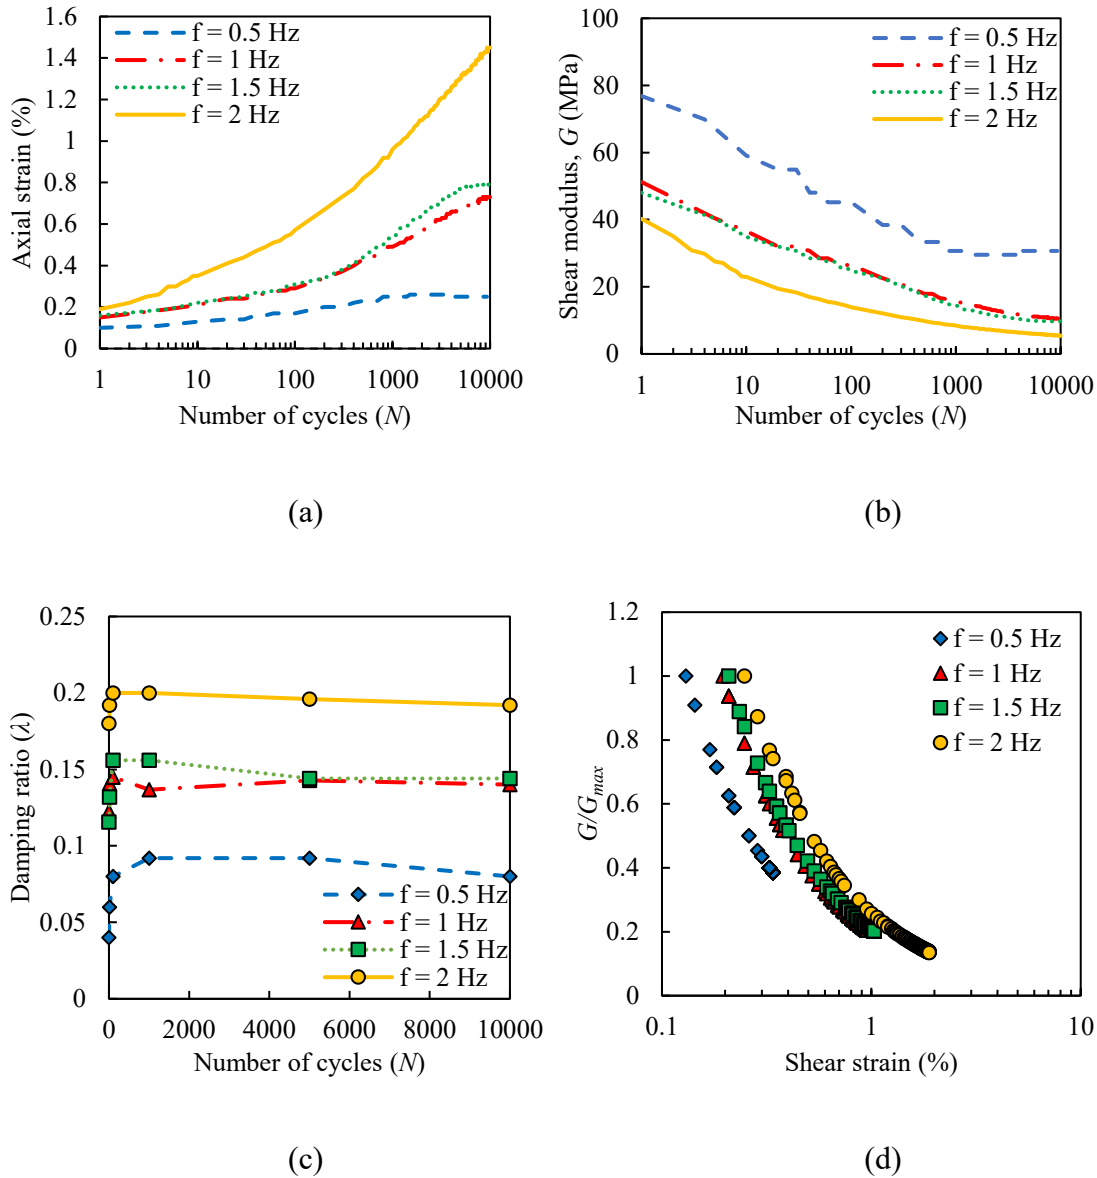 1.6
1.4
1.2
1
0.8
0.6
0.4
0.2
0
Axial strain (%)
f = 0.5 Hz
f = 1 Hz
f = 1.5 Hz
f = 2 Hz
1 10 100 1000 10000
Number of cycles (N)
(a)
100
80
60
40
20
0
Shear modulus, G (MPa)
f = 0.5 Hz
f = 1 Hz
f = 1.5 Hz
f = 2 Hz
1 10 100 1000 10000
Number of cycles (N)
(b)
0.25
0.2
0.15
0.1
0.05
0
Damping ratio (λ)
f = 0.5 Hz
f = 1 Hz
f = 1.5 Hz
f = 2 Hz
0 2000 4000 6000 8000 10000
Number of cycles (N)
(c)
1.2
1
0.8
0.6
0.4
0.2
0
G/Gmax
f = 0.5 Hz
f = 1 Hz
f = 1.5 Hz
f = 2 Hz
0.1 1 10
Shear strain (%)
(d)